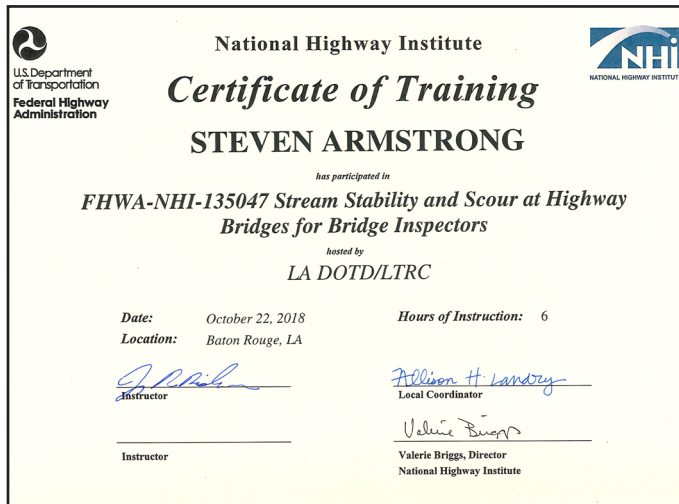 U.S. Department
of Transportation
Federal Highway
Administration
National Highway Institute
NHi
NATIONAL HIGHWAY INSTITUT
Certificate of Training
STEVEN ARMSTRONG
has participated in
FHWA-NHI-135047 Stream Stability and Scour at Highway
Bridges for Bridge Inspectors
hosted by
LA DOTD/LTRC
Date: October 22, 2018
Hours of Instruction: 6
Location: Baton Rouge, LA
Instructor
Allison H. Landry
Local Coordinator
Valerie Briggs
Instructor
Valerie Briggs, Director
National Highway Institute